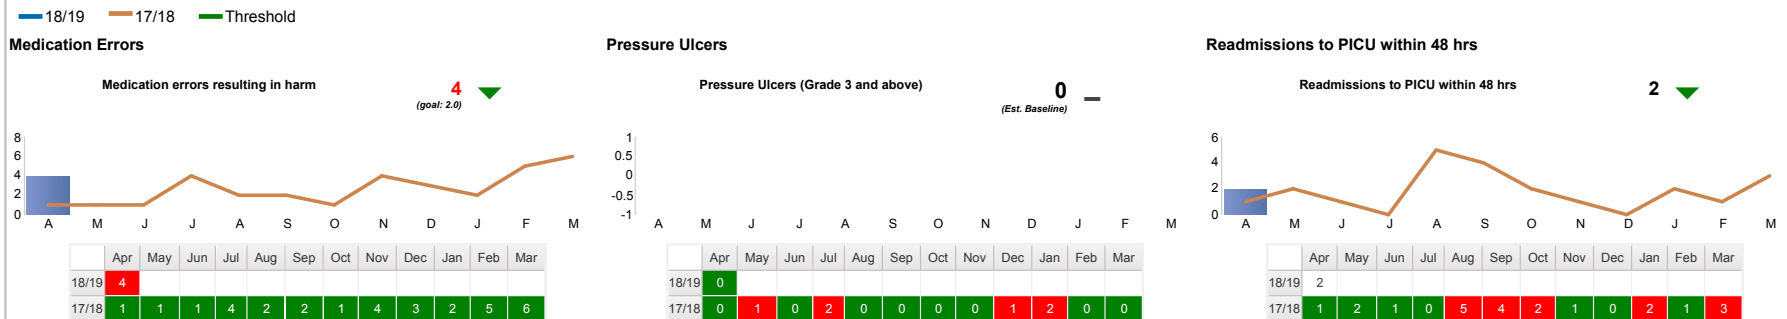 18/19 17/18 Threshold
Medication Errors
Medication errors resulting in harm
4
(goal: 2.0)
8
6
4
2
0
A M J J A S O N D J F M
Apr May Jun Jul Aug Sep Oct Nov Dec Jan Feb Mar
18/19 4
17/18 1 1 1 4 2 2 1 4 3 2 5 6
Pressure Ulcers
Pressure Ulcers (Grade 3 and above)
0
(Est. Baseline)
1
0.5
0
-0.5
-1
A M J J A S O N D J F M
Apr May Jun Jul Aug Sep Oct Nov Dec Jan Feb Mar
18/19 0
17/18 0 1 0 2 0 0 0 0 1 2 0 0
Readmissions to PICU within 48 hrs
Readmissions to PICU within 48 hrs
2
6
4
2
0
A M J J A S O N D J F M
Apr May Jun Jul Aug Sep Oct Nov Dec Jan Feb Mar
18/19 2
17/18 1 2 1 0 5 4 2 1 0 2 1 3